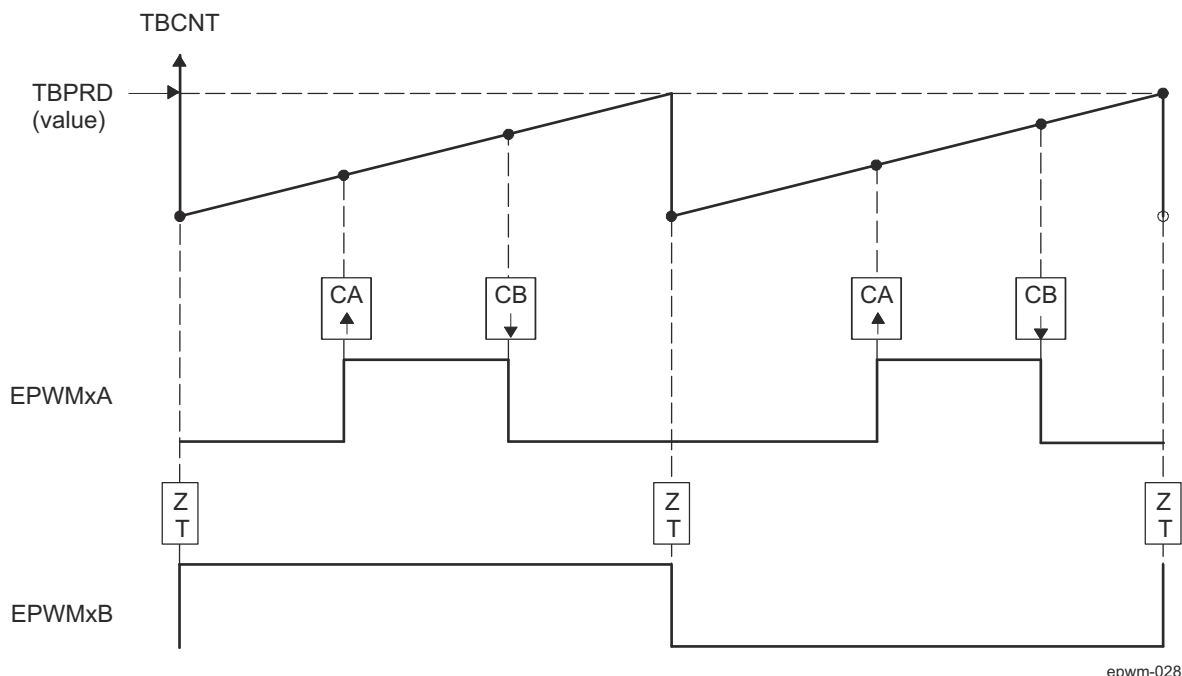 TBCNT
TBPRD
(value)
CA
CB
CA
CB
EPWMxA
Z
T
Z
T
Z
T
EPWMxB
epwm-028